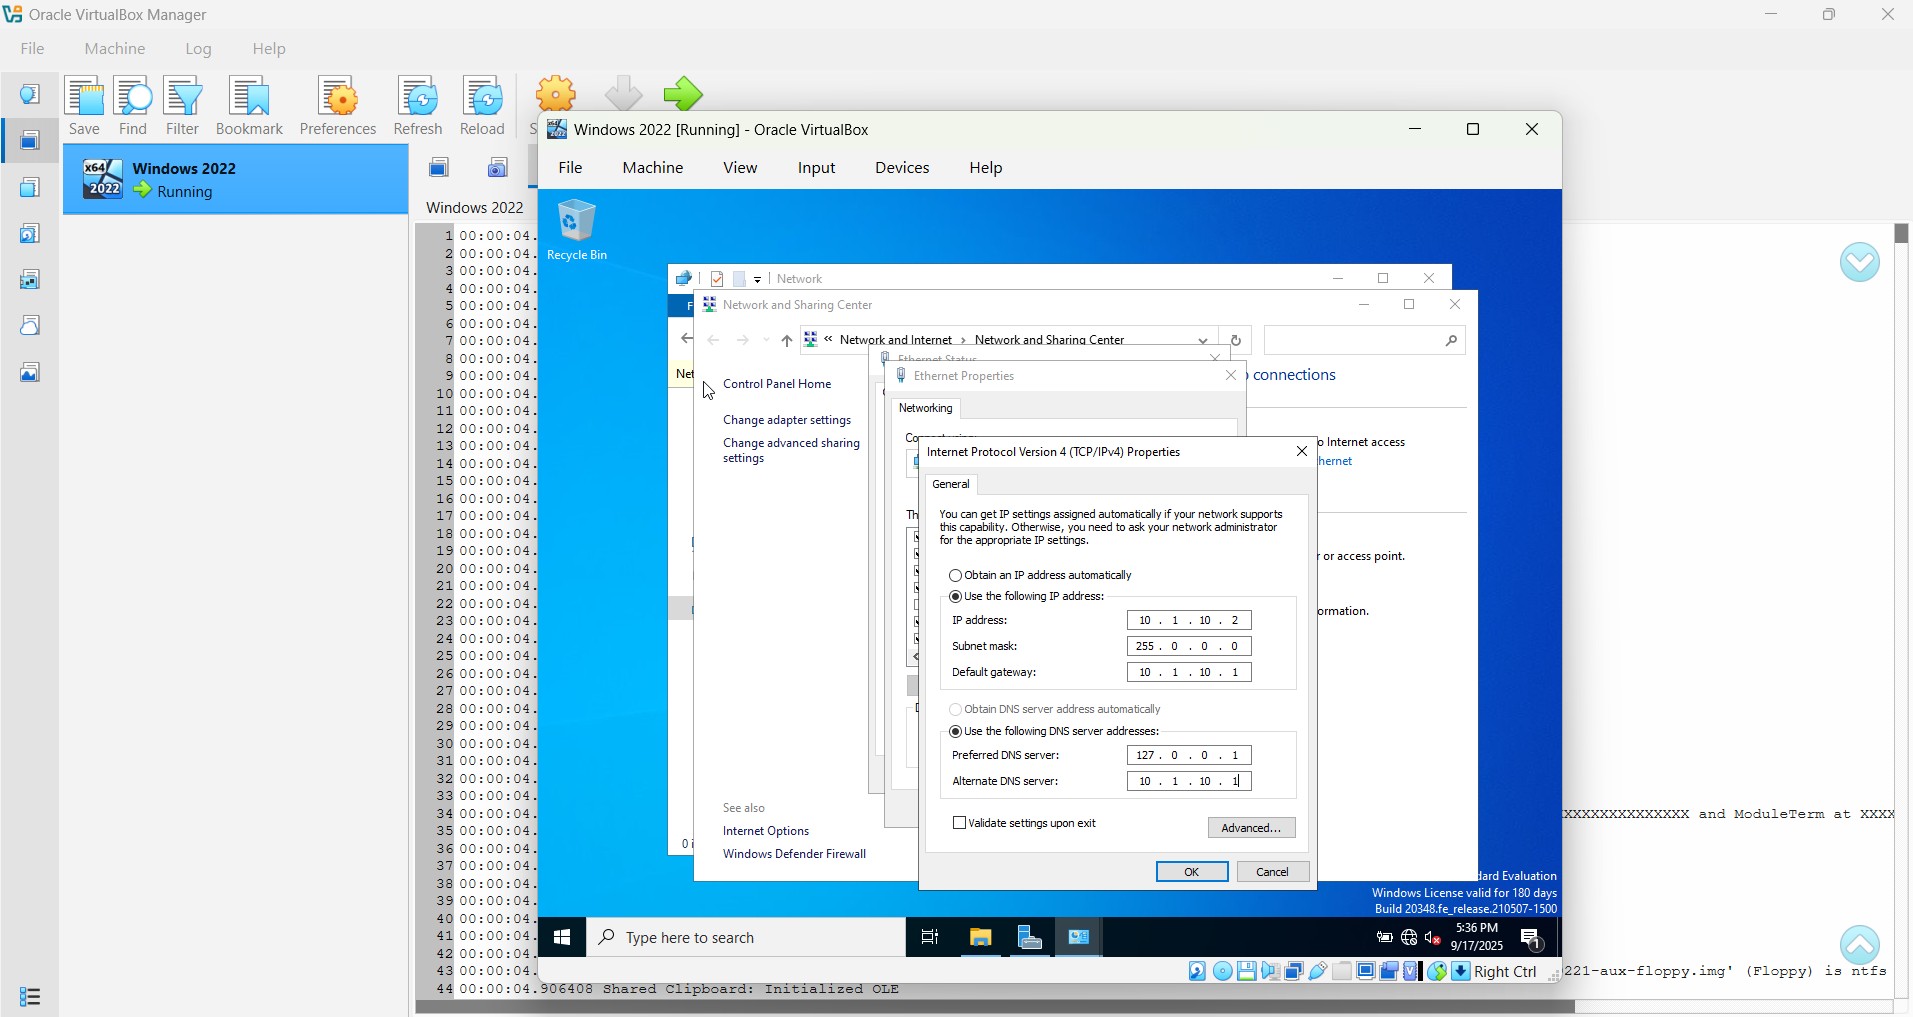 Oracle VirtualBox Manager
File Machine Log Help
Save Find Filter Bookmark Preferences Refresh Reload
Windows 2022
Running
x64
2022
Windows 2022
Windows 2022 [Running] - Oracle VirtualBox
File Machine View Input Devices Help
Recycle Bin
Network
Network and Sharing Center
« Network and Internet › Network and Sharing Center
Net
Control Panel Home
Change adapter settings
Change advanced sharing
settings
Ethernet Status
Ethernet Properties
connections
Networking
o Internet access
hernet
r or access point.
ormation.
Internet Protocol Version 4 (TCP/IPv4) Properties
General
You can get IP settings assigned automatically if your network supports
this capability. Otherwise, you need to ask your network administrator
for the appropriate IP settings.
Obtain an IP address automatically
Use the following IP address:
IP address: 10 . 1 . 10 . 2
Subnet mask: 255 . 0 . 0 . 0
Default gateway: 10 . 1 . 10 . 1
Obtain DNS server address automatically
Use the following DNS server addresses:
Preferred DNS server: 127 . 0 . 0 . 1
Alternate DNS server: 10 . 1 . 10 . 1
Validate settings upon exit
Advanced...
OK Cancel
See also
Internet Options
Windows Defender Firewall
0 i
dard Evaluation
Windows License valid for 180 days
Build 20348.fe_release.210507-1500
Type here to search
5:36 PM
9/17/2025
1
Right Ctrl
1 00:00:04.
2 00:00:04.
3 00:00:04.
4 00:00:04.
5 00:00:04.
6 00:00:04.
7 00:00:04.
8 00:00:04.
9 00:00:04.
10 00:00:04.
11 00:00:04.
12 00:00:04.
13 00:00:04.
14 00:00:04.
15 00:00:04.
16 00:00:04.
17 00:00:04.
18 00:00:04.
19 00:00:04.
20 00:00:04.
21 00:00:04.
22 00:00:04.
23 00:00:04.
24 00:00:04.
25 00:00:04.
26 00:00:04.
27 00:00:04.
28 00:00:04.
29 00:00:04.
30 00:00:04.
31 00:00:04.
32 00:00:04.
33 00:00:04.
34 00:00:04. XXXXXXXXXXXXXX and ModuleTerm at XXXX
35 00:00:04.
36 00:00:04.
37 00:00:04.
38 00:00:04.
39 00:00:04.
40 00:00:04.
41 00:00:04.
42 00:00:04.
43 00:00:04. 221-aux-floppy.img' (Floppy) is ntfs
44 00:00:04.906408 Shared Clipboard: Initialized OLE